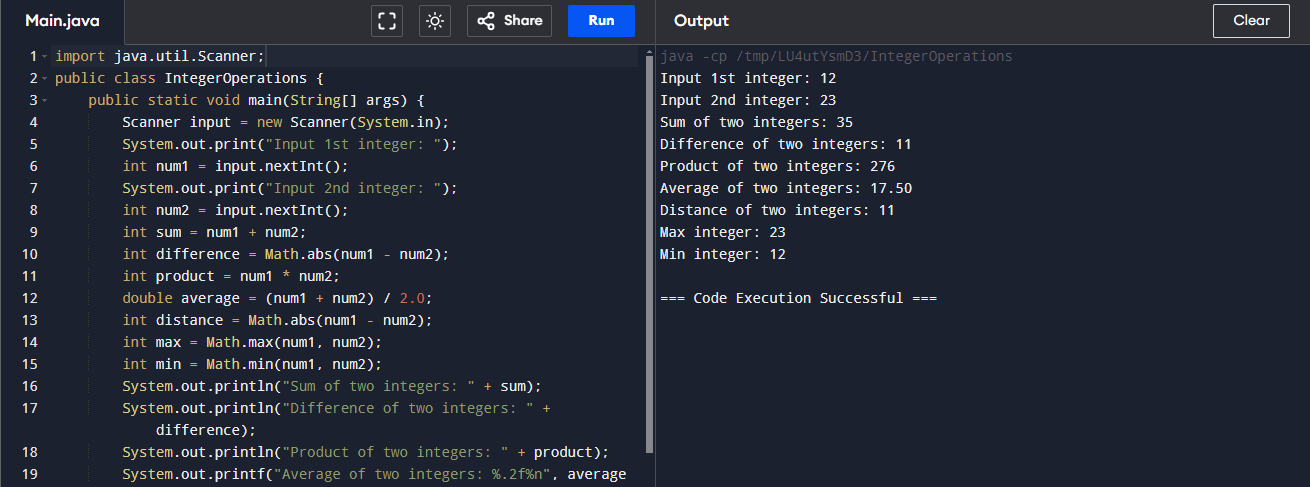 Main.java
Share
Run
Output
Clear
1 import java.util.Scanner;
2 public class IntegerOperations {
3 public static void main(String[] args) {
4 Scanner input = new Scanner(System.in);
5 System.out.print("Input 1st integer: ");
6 int num1 = input.nextInt();
7 System.out.print("Input 2nd integer: ");
8 int num2 = input.nextInt();
9 int sum = num1 + num2;
10 int difference = Math.abs(num1 - num2);
11 int product = num1 * num2;
12 double average = (num1 + num2) / 2.0;
13 int distance = Math.abs(num1 - num2);
14 int max = Math.max(num1, num2);
15 int min = Math.min(num1, num2);
16 System.out.println("Sum of two integers: " + sum);
17 System.out.println("Difference of two integers: " +
difference);
18 System.out.println("Product of two integers: " + product);
19 System.out.printf("Average of two integers: %.2f%n", average
java -cp /tmp/LU4utYsmD3/IntegerOperations
Input 1st integer: 12
Input 2nd integer: 23
Sum of two integers: 35
Difference of two integers: 11
Product of two integers: 276
Average of two integers: 17.50
Distance of two integers: 11
Max integer: 23
Min integer: 12
=== Code Execution Successful ===